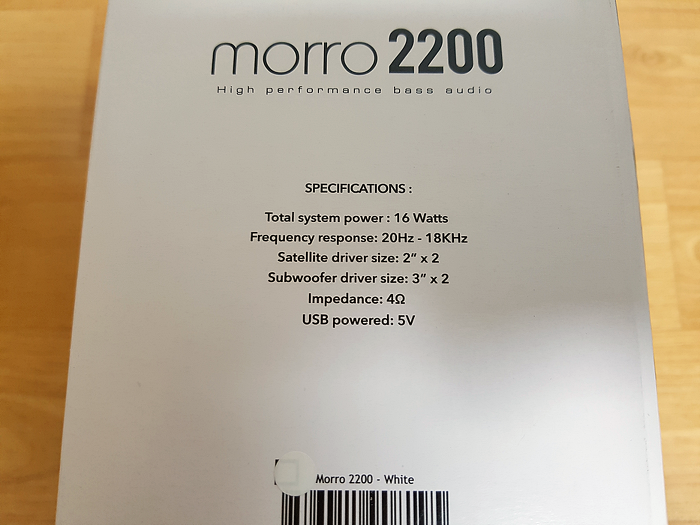 morro 2200
High performance bass audio
SPECIFICATIONS :
Total system power : 16 Watts
Frequency response: 20Hz - 18KHz
Satellite driver size: 2” x 2
Subwoofer driver size: 3” x 2
Impedance: 4Ω
USB powered: 5V
Morro 2200 - White